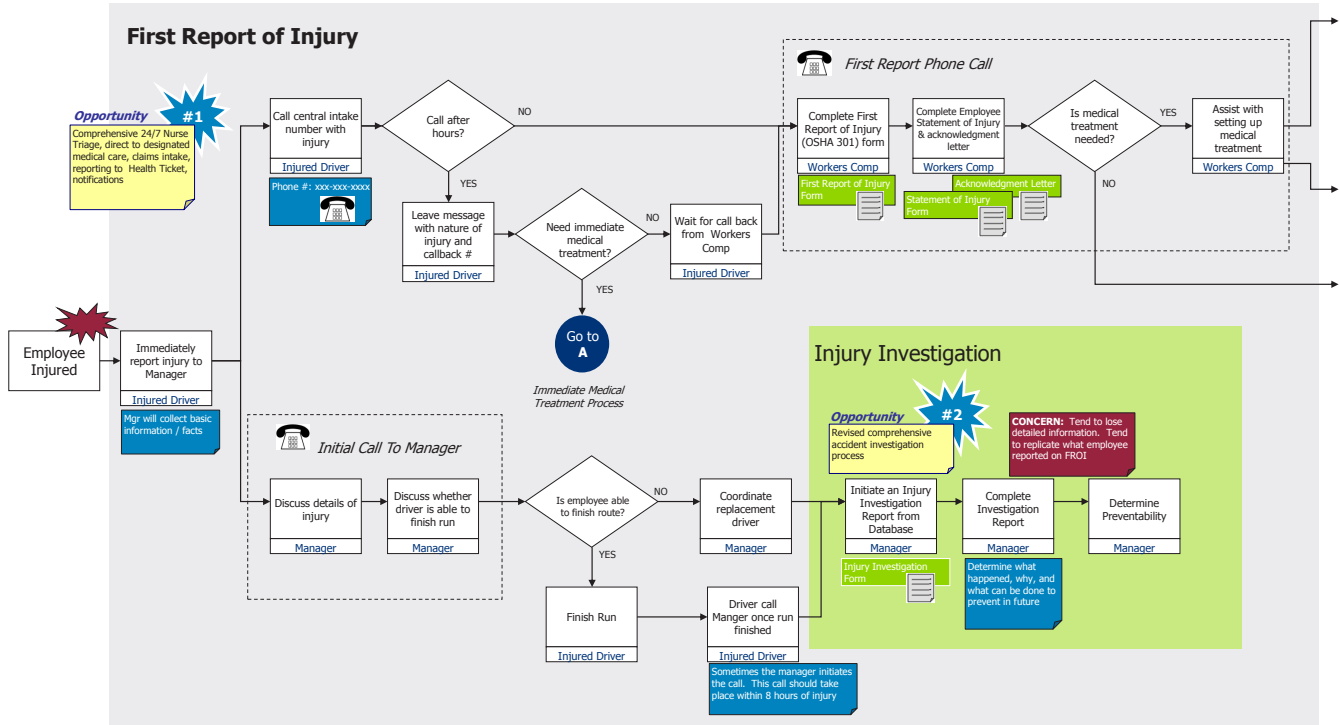 First Report of Injury
Opportunity
#1
Comprehensive 24/7 Nurse
Triage, direct to designated
medical care, claims intake,
reporting to Health Ticket,
notifications
Call central intake
number with
injury
Injured Driver
Phone #: xxx-xxx-xxxx
Call after
hours?
NO
YES
Leave message
with nature of
injury and
callback #
Injured Driver
Need immediate
medical
treatment?
NO
YES
Wait for call back
from Workers
Comp
Injured Driver
Go to
A
Immediate Medical
Treatment Process
First Report Phone Call
Complete First
Report of Injury
(OSHA 301) form
Workers Comp
First Report of Injury
Form
Complete Employee
Statement of Injury
& acknowledgment
letter
Workers Comp
Acknowledgment Letter
Statement of Injury
Form
Is medical
treatment
needed?
YES
NO
Assist with
setting up
medical
treatment
Workers Comp
Employee
Injured
Immediately
report injury to
Manager
Injured Driver
Mgr will collect basic
information / facts
Initial Call To Manager
Discuss details of
injury
Manager
Discuss whether
driver is able to
finish run
Manager
Is employee able
to finish route?
NO
YES
Coordinate
replacement
driver
Manager
Finish Run
Injured Driver
Driver call
Manger once run
finished
Injured Driver
Sometimes the manager initiates
the call.  This call should take
place within 8 hours of injury
Injury Investigation
Opportunity
#2
Revised comprehensive
accident investigation
process
CONCERN:  Tend to lose
detailed information.  Tend
to replicate what employee
reported on FROI
Initiate an Injury
Investigation
Report from
Database
Manager
Injury Investigation
Form
Complete
Investigation
Report
Manager
Determine what
happened, why, and
what can be done to
prevent in future
Determine
Preventability
Manager